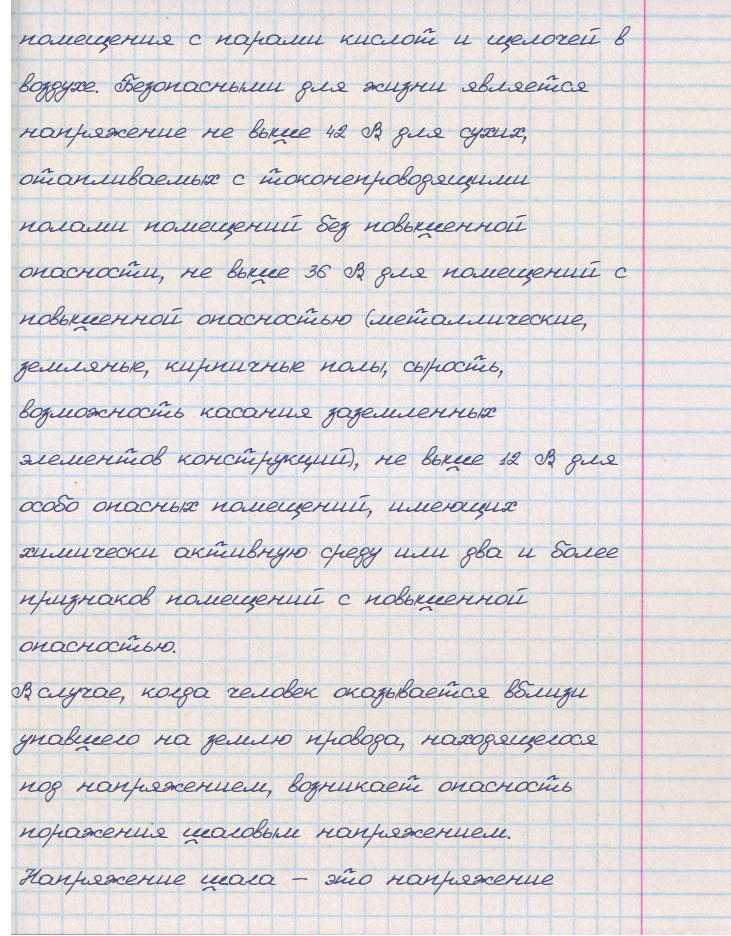 помещения с парами кислот и щелочей в
воздухе. Безопасными для жизни является
напряжение не выше 42 В для сухих,
отапливаемых с токонепроводящими
полами помещений без повышенной
опасности, не выше 36 В для помещений с
повышенной опасностью (металлические,
земляные, кирпичные полы, сырость,
возможность касания заземленных
элементов конструкций), не выше 12 В для
особо опасных помещений, имеющих
химически активную среду или два и более
признаков помещений с повышенной
опасностью.
В случае, когда человек оказывается вблизи
упавшего на землю провода, находящегося
под напряжением, возникает опасность
поражения шаговым напряжением.
Напряжение шага – это напряжение